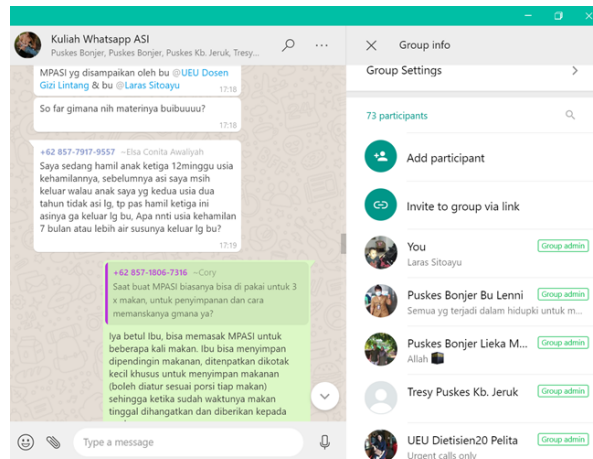 Kuliah Whatsapp ASI
Puskes Bonjer, Puskes Bonjer, Puskes Kb. Jeruk, Tresy...
MPASI yg disampaikan oleh bu @UEU Dosen
Gizi Lintang & bu @Laras Sitoayu
17:18
So far gimana nih materinya buibuuuu?
17:18
+62 857-7917-9557 ~Elsa Conita Awaliyah
Saya sedang hamil anak ketiga 12minggu usia
kehamilannya, sebelumnya asi saya msih
keluar walau anak saya yg kedua usia dua
tahun tidak asi lg, tp pas hamil ketiga ini
asinya ga keluar lg bu, Apa nnti usia kehamilan
7 bulan atau lebih air susunya keluar lg bu?
17:19
+62 857-1806-7316 ~Cory
Saat buat MPASI biasanya bisa di pakai untuk 3
x makan, untuk penyimpanan dan cara
memanskanya gmana ya?
Iya betul Ibu, bisa memasak MPASI untuk
beberapa kali makan. Ibu bisa menyimpan
dipendingin makanan, ditenpatkan dikotak
kecil khusus untuk menyimpan makanan
(boleh diatur sesuai porsi tiap makan)
sehingga ketika sudah waktunya makan
tinggal dihangatkan dan diberikan kepada
Type a message
Group info
Group Settings
73 participants
Add participant
Invite to group via link
You
Group admin
Laras Sitoayu
Puskes Bonjer Bu Lenni
Group admin
Semua yg terjadi dalam hidupki untuk m...
Puskes Bonjer Lieka M...
Group admin
Allah
Tresy Puskes Kb. Jeruk
Group admin
UEU Dietisien20 Pelita
Group admin
Urgent calls only